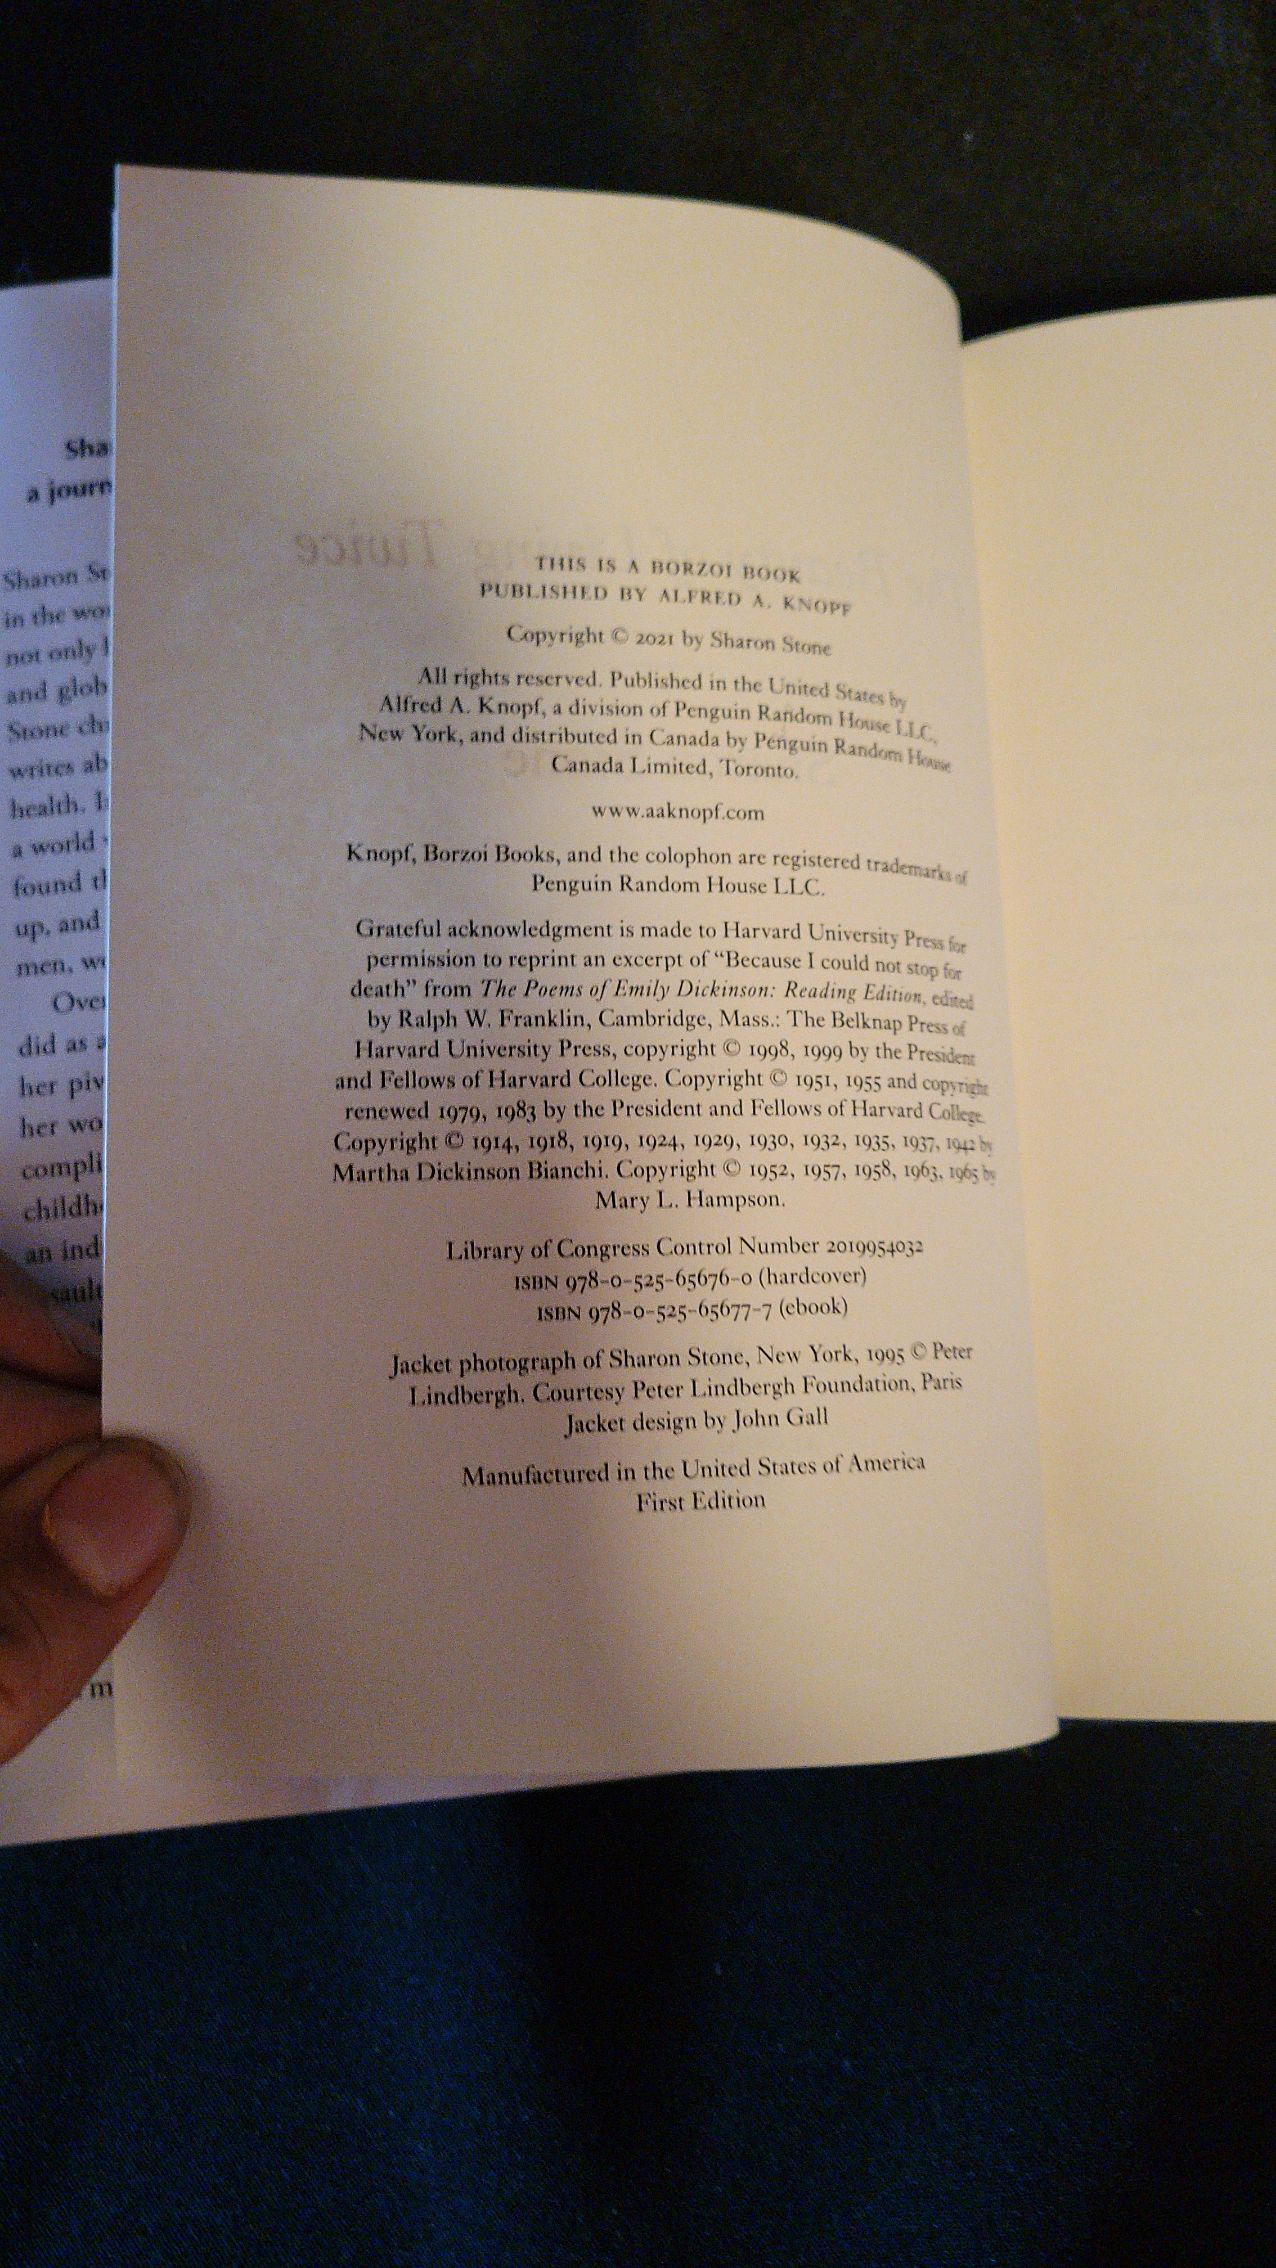 Sha
a journ
Sharon St
in the wo
not only
and glob
Stone ch
writes ab
health.
a world
found t
up, and
men, w
Over
did as a
her piv
her wo
compli
childh
an ind
sault
m
Twice
THIS IS A BORZOI BOOK
PUBLISHED BY ALFRED A. KNOPF
Copyright © 2021 by Sharon Stone
All rights reserved. Published in the United States by
Alfred A. Knopf, a division of Penguin Random House LLC,
New York, and distributed in Canada by Penguin Random House
Canada Limited, Toronto.
www.aaknopf.com
Knopf, Borzoi Books, and the colophon are registered trademarks of
Penguin Random House LLC.
Grateful acknowledgment is made to Harvard University Press for
permission to reprint an excerpt of “Because I could not stop for
death” from The Poems of Emily Dickinson: Reading Edition, edited
by Ralph W. Franklin, Cambridge, Mass.: The Belknap Press of
Harvard University Press, copyright © 1998, 1999 by the President
and Fellows of Harvard College. Copyright © 1951, 1955 and copyright
renewed 1979, 1983 by the President and Fellows of Harvard College.
Copyright © 1914, 1918, 1919, 1924, 1929, 1930, 1932, 1935, 1937, 1942 by
Martha Dickinson Bianchi. Copyright © 1952, 1957, 1958, 1963, 1965 by
Mary L. Hampson.
Library of Congress Control Number 2019954032
ISBN 978-0-525-65676-0 (hardcover)
ISBN 978-0-525-65677-7 (ebook)
Jacket photograph of Sharon Stone, New York, 1995 © Peter
Lindbergh. Courtesy Peter Lindbergh Foundation, Paris
Jacket design by John Gall
Manufactured in the United States of America
First Edition